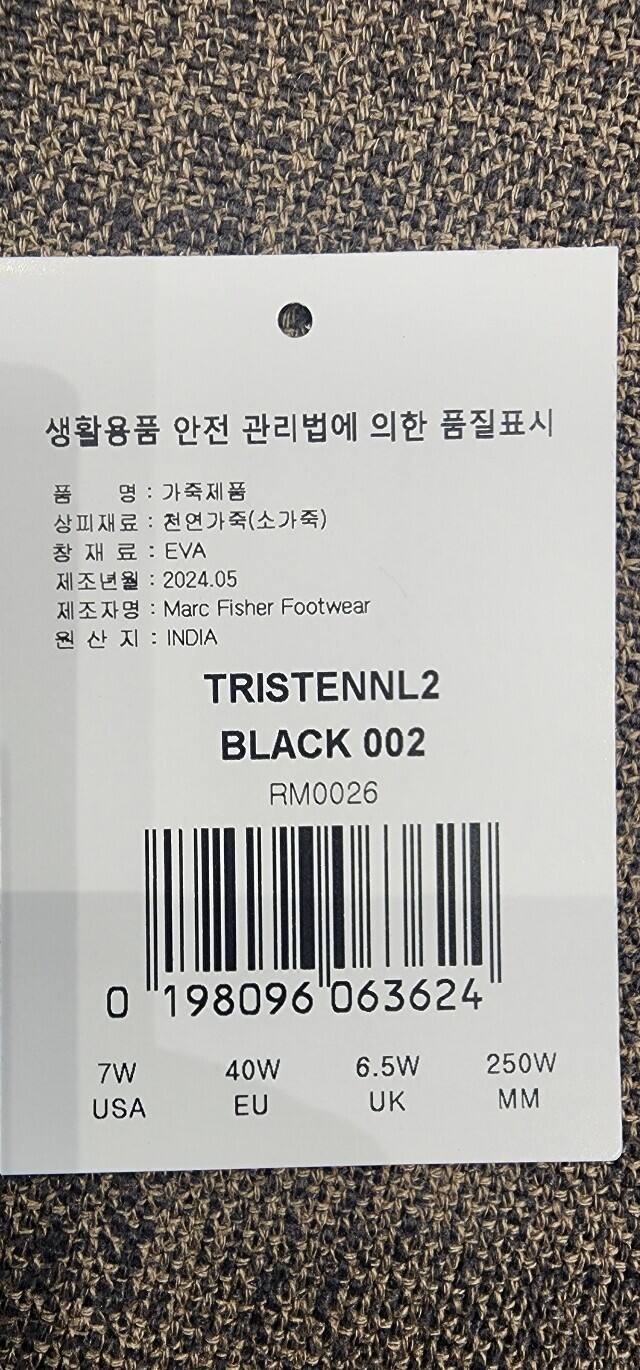 생활용품 안전 관리법에 의한 품질표시
품 명 : 가죽제품
상피재료 : 천연가죽(소가죽)
창 재 료 : EVA
제조년월 : 2024.05
제조자명 : Marc Fisher Footwear
원 산 지 : INDIA
TRISTENNL2
BLACK 002
RM0026
0 198096 063624
7W 40W 6.5W 250W
USA EU UK MM